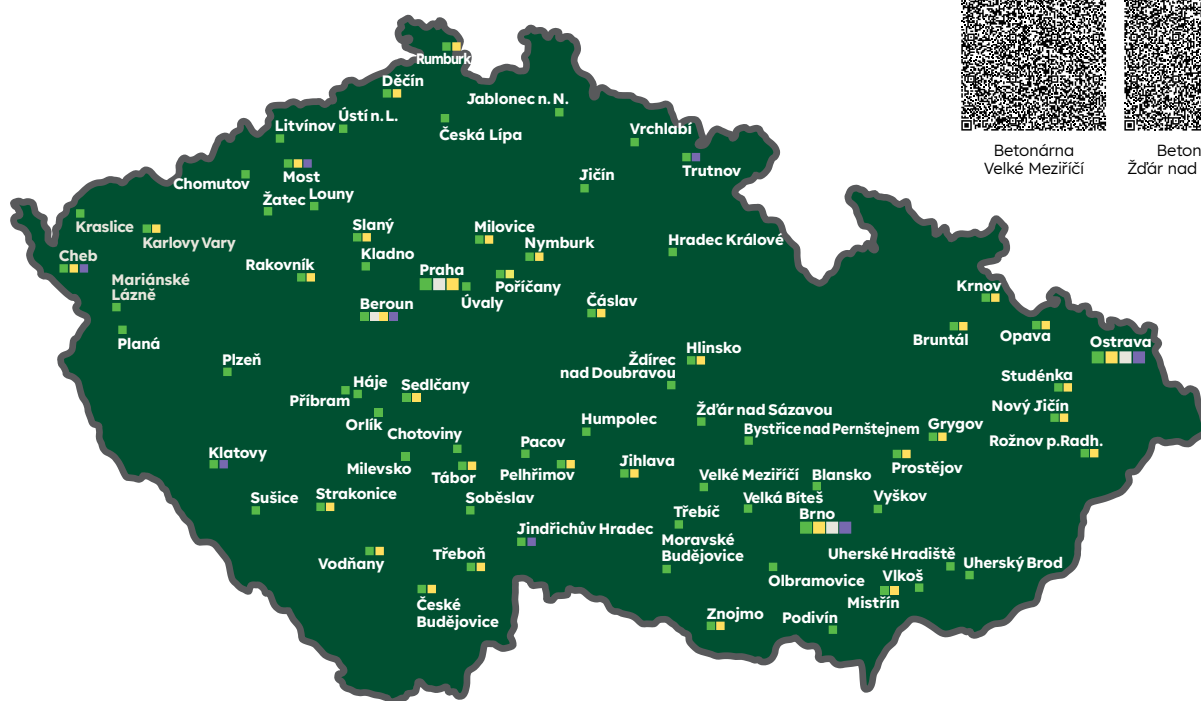 Rumburk
Děčín
Jablonec n. N.
Ústí n. L.
Česká Lípa
Litvínov
Vrchlabí
Betonárna
Velké Meziříčí
Beton
Žďár nad
Most
Trutnov
Chomutov
Jičín
Žatec
Louny
Kraslice
Slaný
Milovice
Karlovy Vary
Nymburk
Hradec Králové
Cheb
Kladno
Rakovník
Praha
Poříčany
Mariánské
Lázně
Úvaly
Krnov
Beroun
Čáslav
Planá
Bruntál
Opava
Ostrava
Hlinsko
Plzeň
Ždírec
nad Doubravou
Studénka
Háje
Sedlčany
Příbram
Nový Jičín
Orlík
Humpolec
Žďár nad Sázavou
Bystřice nad Pernštejnem
Grygov
Chotoviny
Rožnov p.Radh.
Klatovy
Pacov
Milevsko
Jihlava
Prostějov
Tábor
Pelhřimov
Velké Meziříčí
Blansko
Sušice
Strakonice
Soběslav
Velká Bíteš
Vyškov
Třebíč
Brno
Jindřichův Hradec
Moravské
Budějovice
Vodňany
Třeboň
Uherské Hradiště
Uherský Brod
Olbramovice
Vlkoš
České
Budějovice
Mistřín
Znojmo
Podivín